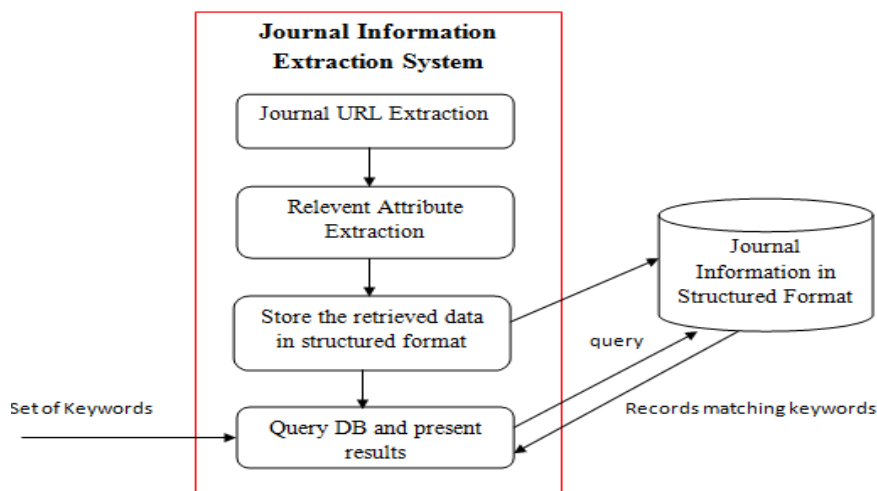 Journal Information
Extraction System
Journal URL Extraction
Relevent Attribute
Extraction
Journal
Information in
Structured Format
Store the retrieved data
in structured format
query
Set of Keywords
Query DB and present
results
Records matching keywords